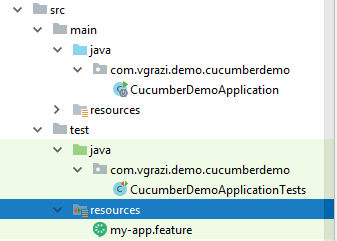 src
main
java
com.vgrazi.demo.cucumberdemo
CucumberDemoApplication
resources
test
java
com.vgrazi.demo.cucumberdemo
CucumberDemoApplicationTests
resources
my-app.feature